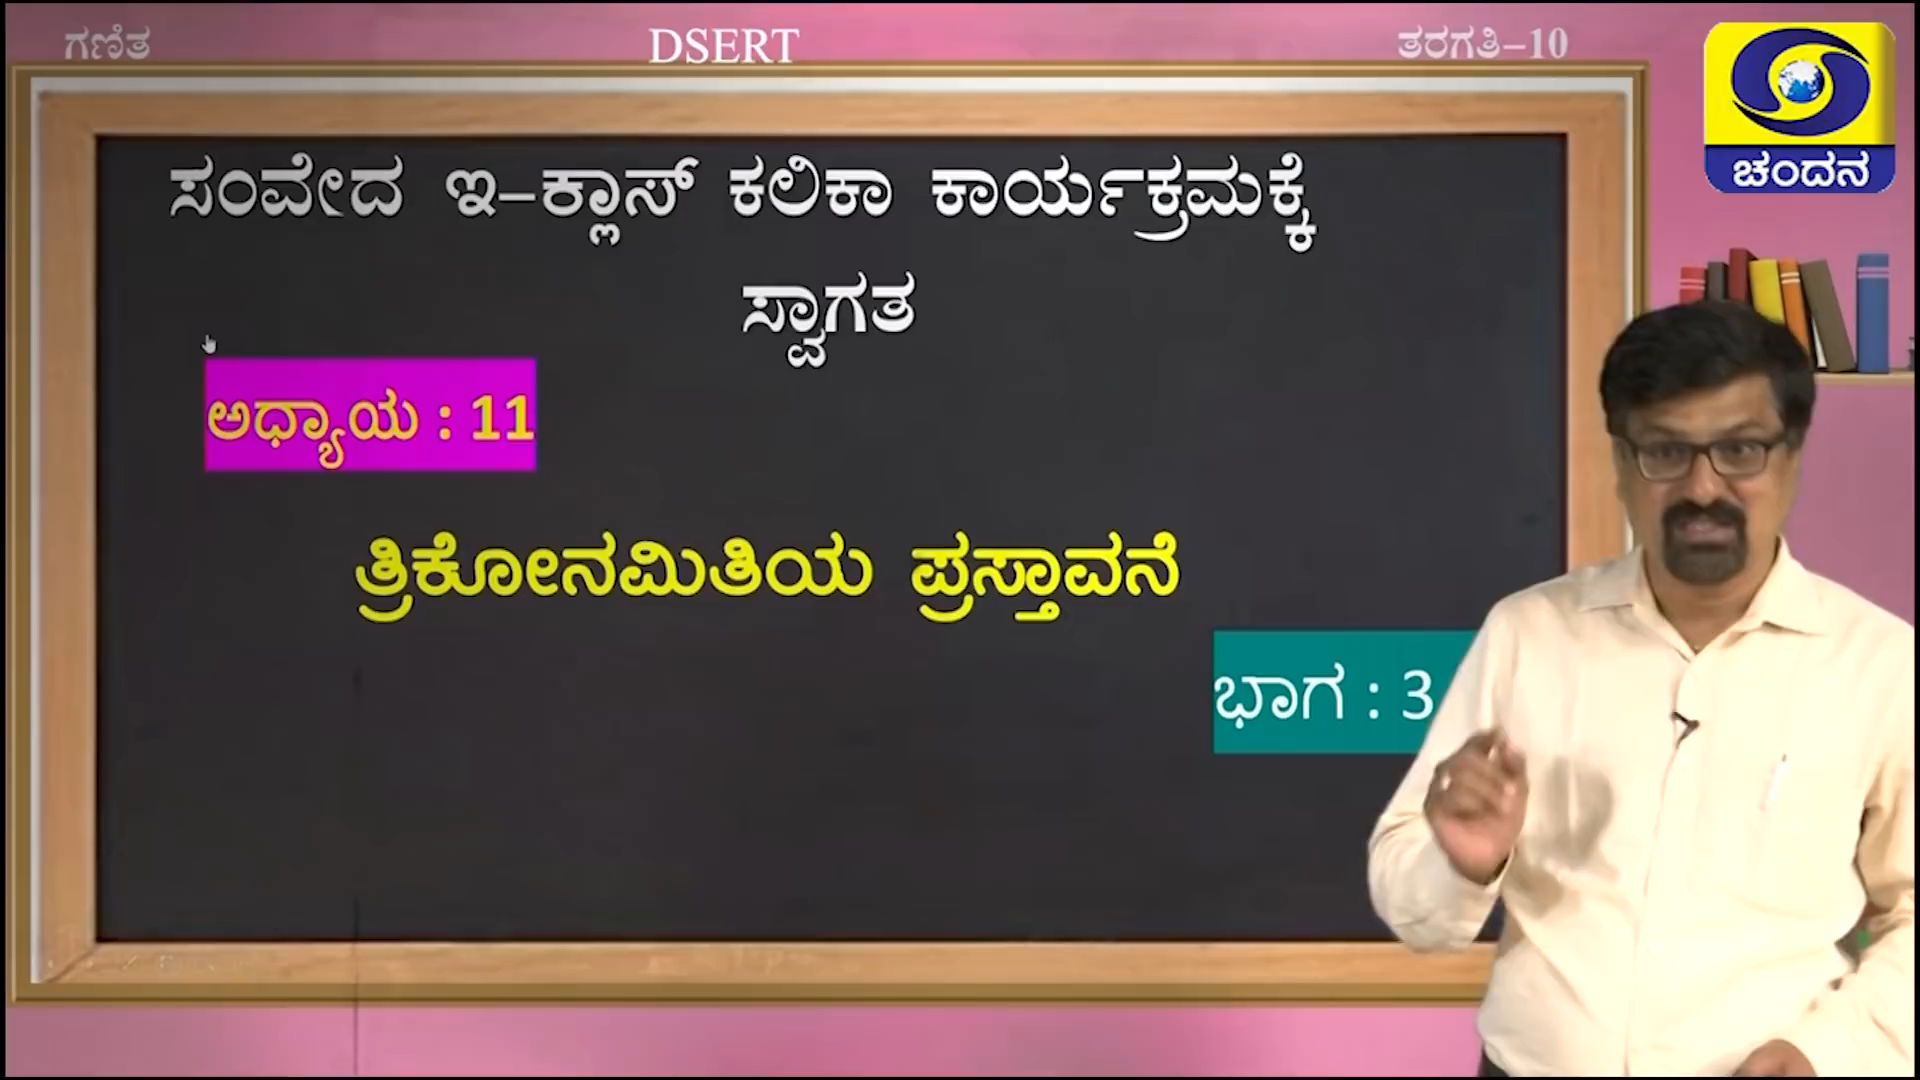 ಗಣಿತ
DSERT
ತರಗತಿ–10
ಚಂದನ
ಸಂವೇದ ಇ–ಕ್ಲಾಸ್ ಕಲಿಕಾ ಕಾರ್ಯಕ್ರಮಕ್ಕೆ
ಸ್ವಾಗತ
ಅಧ್ಯಾಯ : 11
ತ್ರಿಕೋನಮಿತಿಯ ಪ್ರಸ್ತಾವನೆ
ಭಾಗ : 3